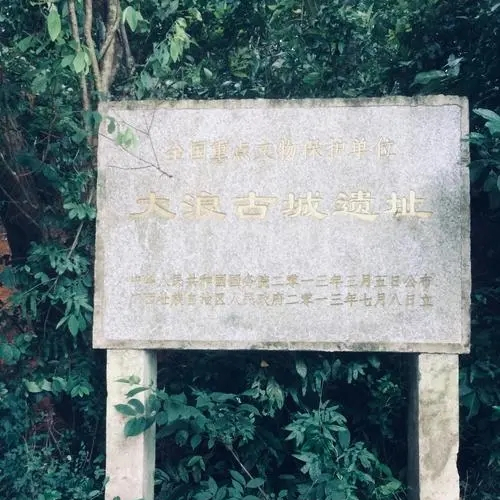 全国重点文物保护单位
大浪古城遗址
中华人民共和国国务院二零一三年三月五日公布
广西壮族自治区人民政府二零一三年七月八日立